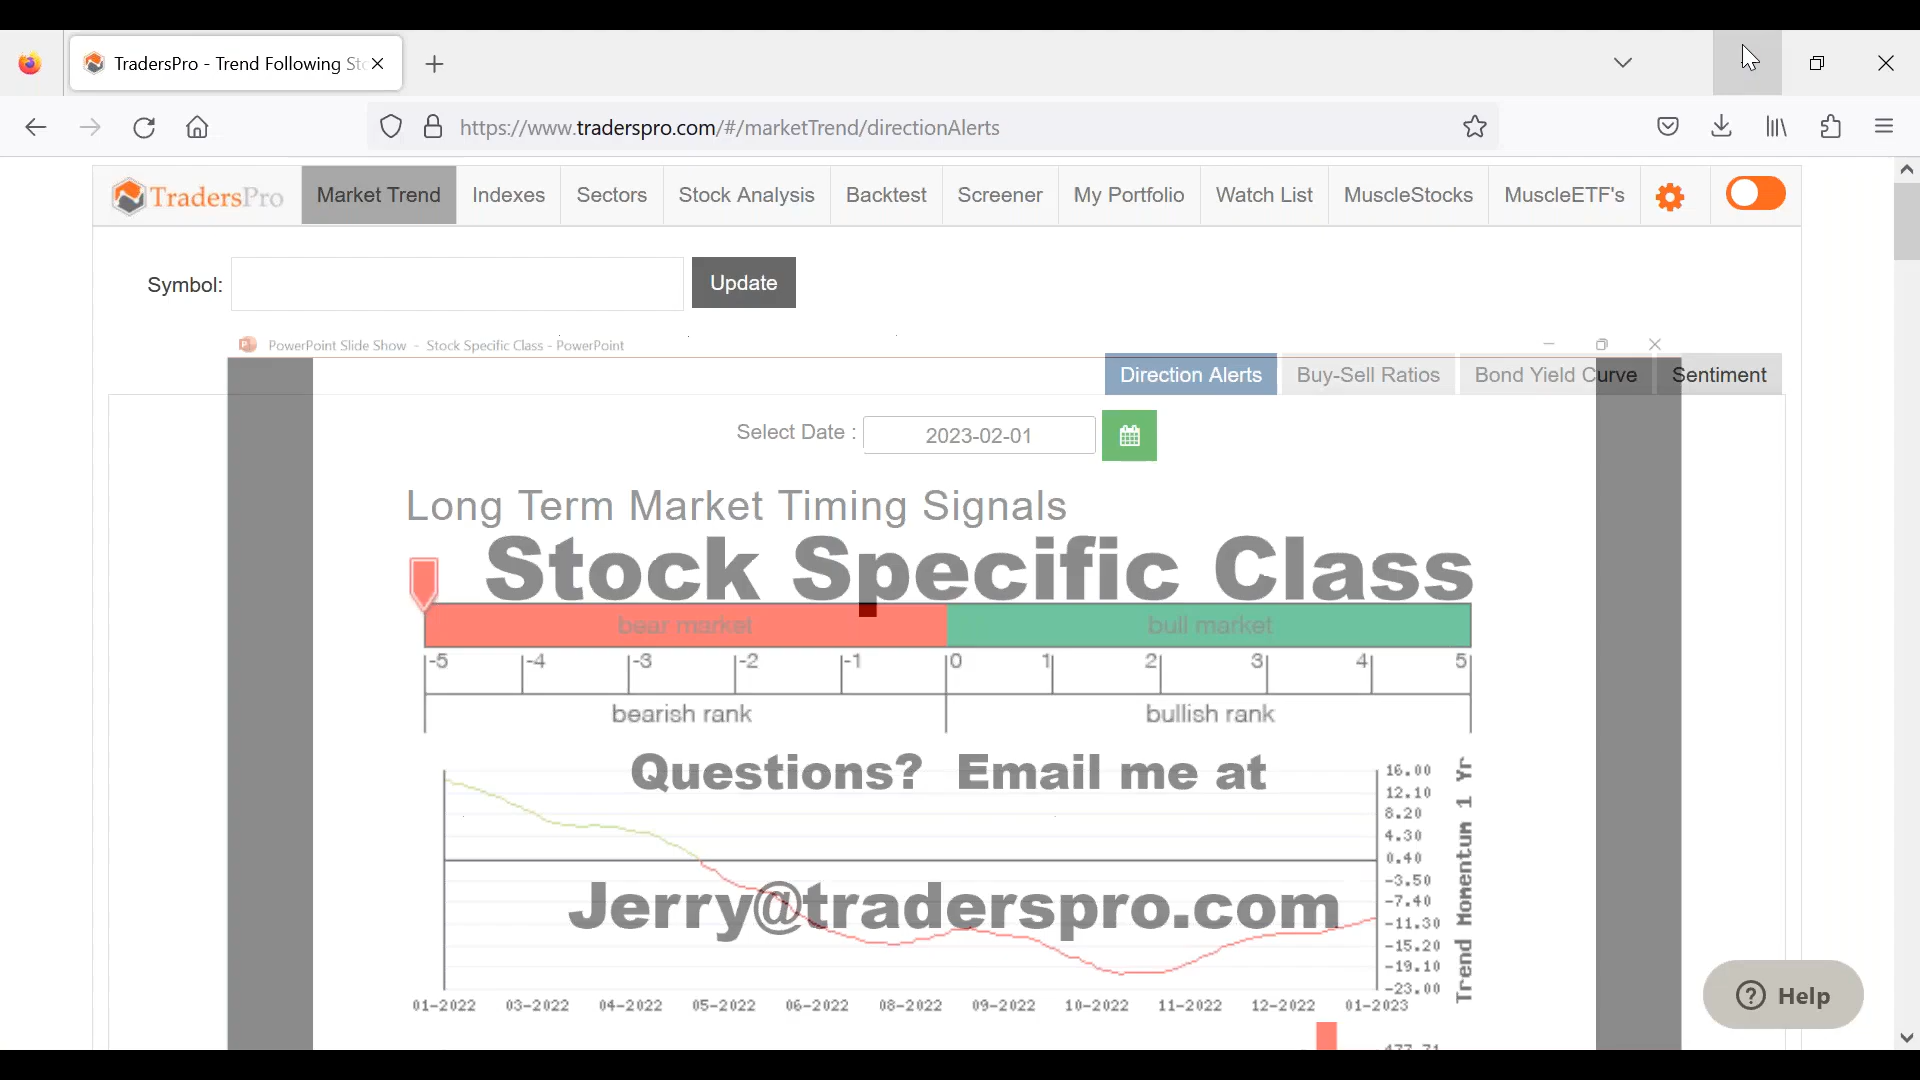 TradersPro - Trend Following Sto
https://www.traderspro.com/#/marketTrend/directionAlerts
TradersPro
Market Trend
Indexes
Sectors
Stock Analysis
Backtest
Screener
My Portfolio
Watch List
MuscleStocks
MuscleETF's
Symbol:
Update
PowerPoint Slide Show - Stock Specific Class - PowerPoint
Direction Alerts
Buy-Sell Ratios
Bond Yield Curve
Sentiment
Select Date :
2023-02-01
Long Term Market Timing Signals
Stock Specific Class
bear market
bull market
-5 -4 -3 -2 -1 0 1 2 3 4 5
bearish rank
bullish rank
Questions? Email me at
Jerry@traderspro.com
16.00
12.10
8.20
4.30
0.40
-3.50
-7.40
-11.30
-15.20
-19.10
-23.00
Trend Momentum 1 Yr
01-2022 03-2022 04-2022 05-2022 06-2022 08-2022 09-2022 10-2022 11-2022 12-2022 01-2023
Help